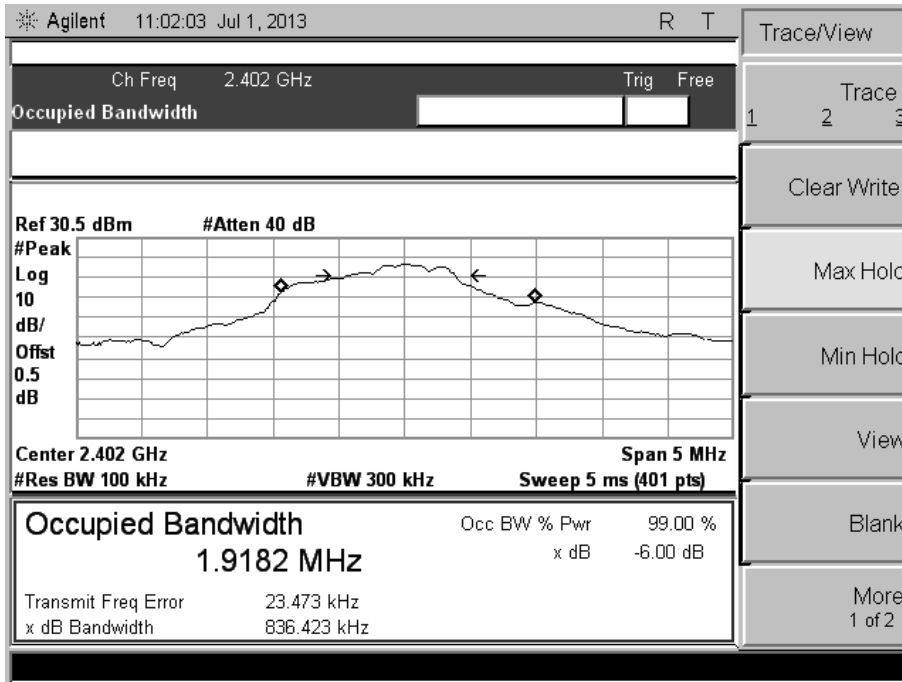 Agilent 11:02:03 Jul 1, 2013 R T
Trace/View
Ch Freq 2.402 GHz Trig Free
Occupied Bandwidth
Trace
1 2 3
Clear Write
Ref 30.5 dBm #Atten 40 dB
#Peak
Log
10
dB/
Offst
0.5
dB
Max Hold
Min Hold
Center 2.402 GHz Span 5 MHz
#Res BW 100 kHz #VBW 300 kHz Sweep 5 ms (401 pts)
View
Occupied Bandwidth Occ BW % Pwr 99.00 %
1.9182 MHz x dB -6.00 dB
Transmit Freq Error 23.473 kHz
x dB Bandwidth 836.423 kHz
Blank
More
1 of 2